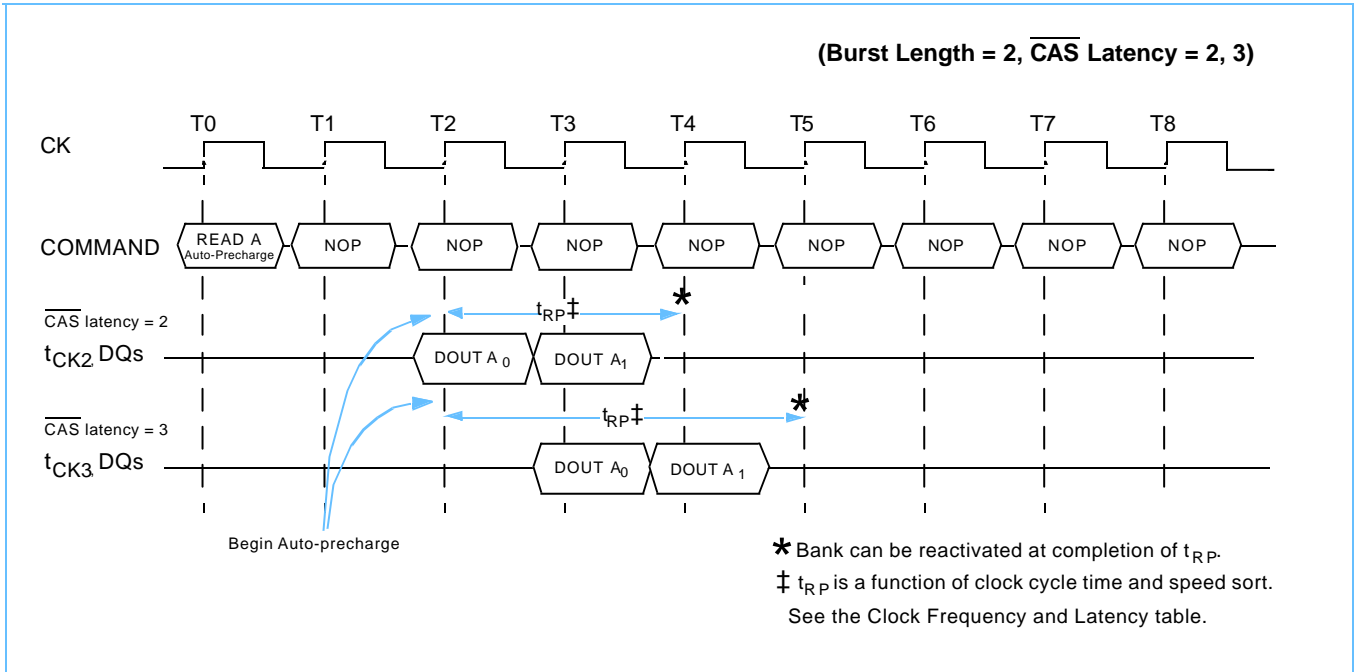 (Burst Length = 2, CAS Latency = 2, 3)
T0 T1 T2 T3 T4 T5 T6 T7 T8
CK
COMMAND
READ A
Auto-Precharge
NOP NOP NOP NOP NOP NOP NOP NOP
*
tRP‡
CAS latency = 2
tCK2, DQs
DOUT A0 DOUT A1
*
tRP‡
CAS latency = 3
tCK3, DQs
DOUT A0 DOUT A1
Begin Auto-precharge
* Bank can be reactivated at completion of tRP.
‡ tRP is a function of clock cycle time and speed sort.
See the Clock Frequency and Latency table.